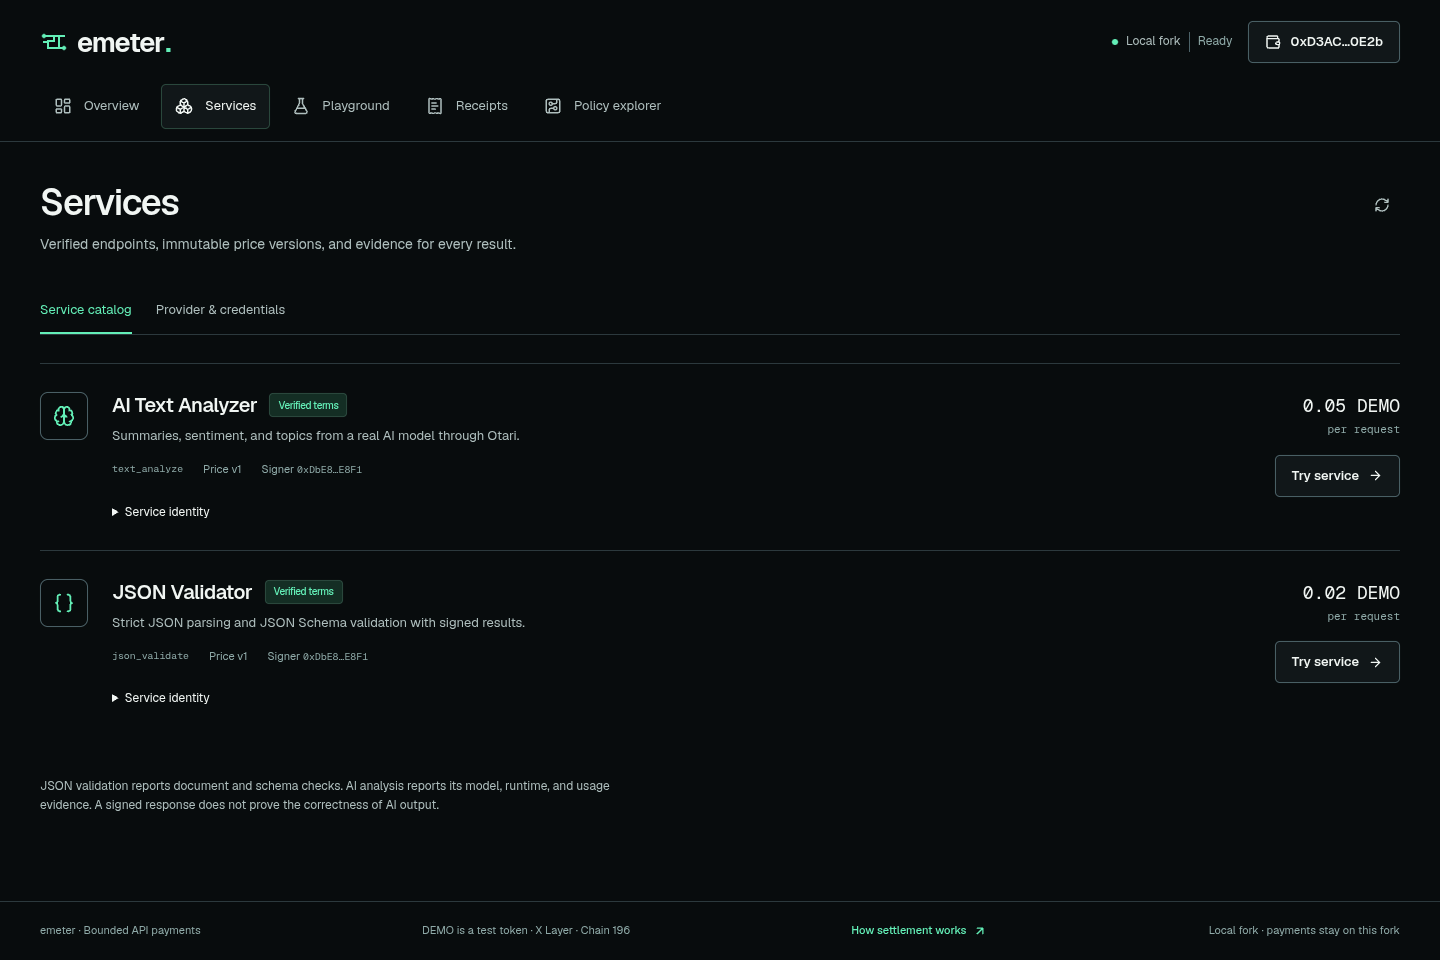 emeter.
Local fork
Ready
0xD3AC...0E2b
Overview
Services
Playground
Receipts
Policy explorer
Services
Verified endpoints, immutable price versions, and evidence for every result.
Service catalog
Provider & credentials
AI Text Analyzer
Verified terms
0.05 DEMO
Summaries, sentiment, and topics from a real AI model through Otari.
per request
text_analyze
Price v1
Signer 0xDbE8…E8F1
Try service
Service identity
JSON Validator
Verified terms
0.02 DEMO
Strict JSON parsing and JSON Schema validation with signed results.
per request
json_validate
Price v1
Signer 0xDbE8…E8F1
Try service
Service identity
JSON validation reports document and schema checks. AI analysis reports its model, runtime, and usage
evidence. A signed response does not prove the correctness of AI output.
emeter · Bounded API payments
DEMO is a test token · X Layer · Chain 196
How settlement works
Local fork · payments stay on this fork